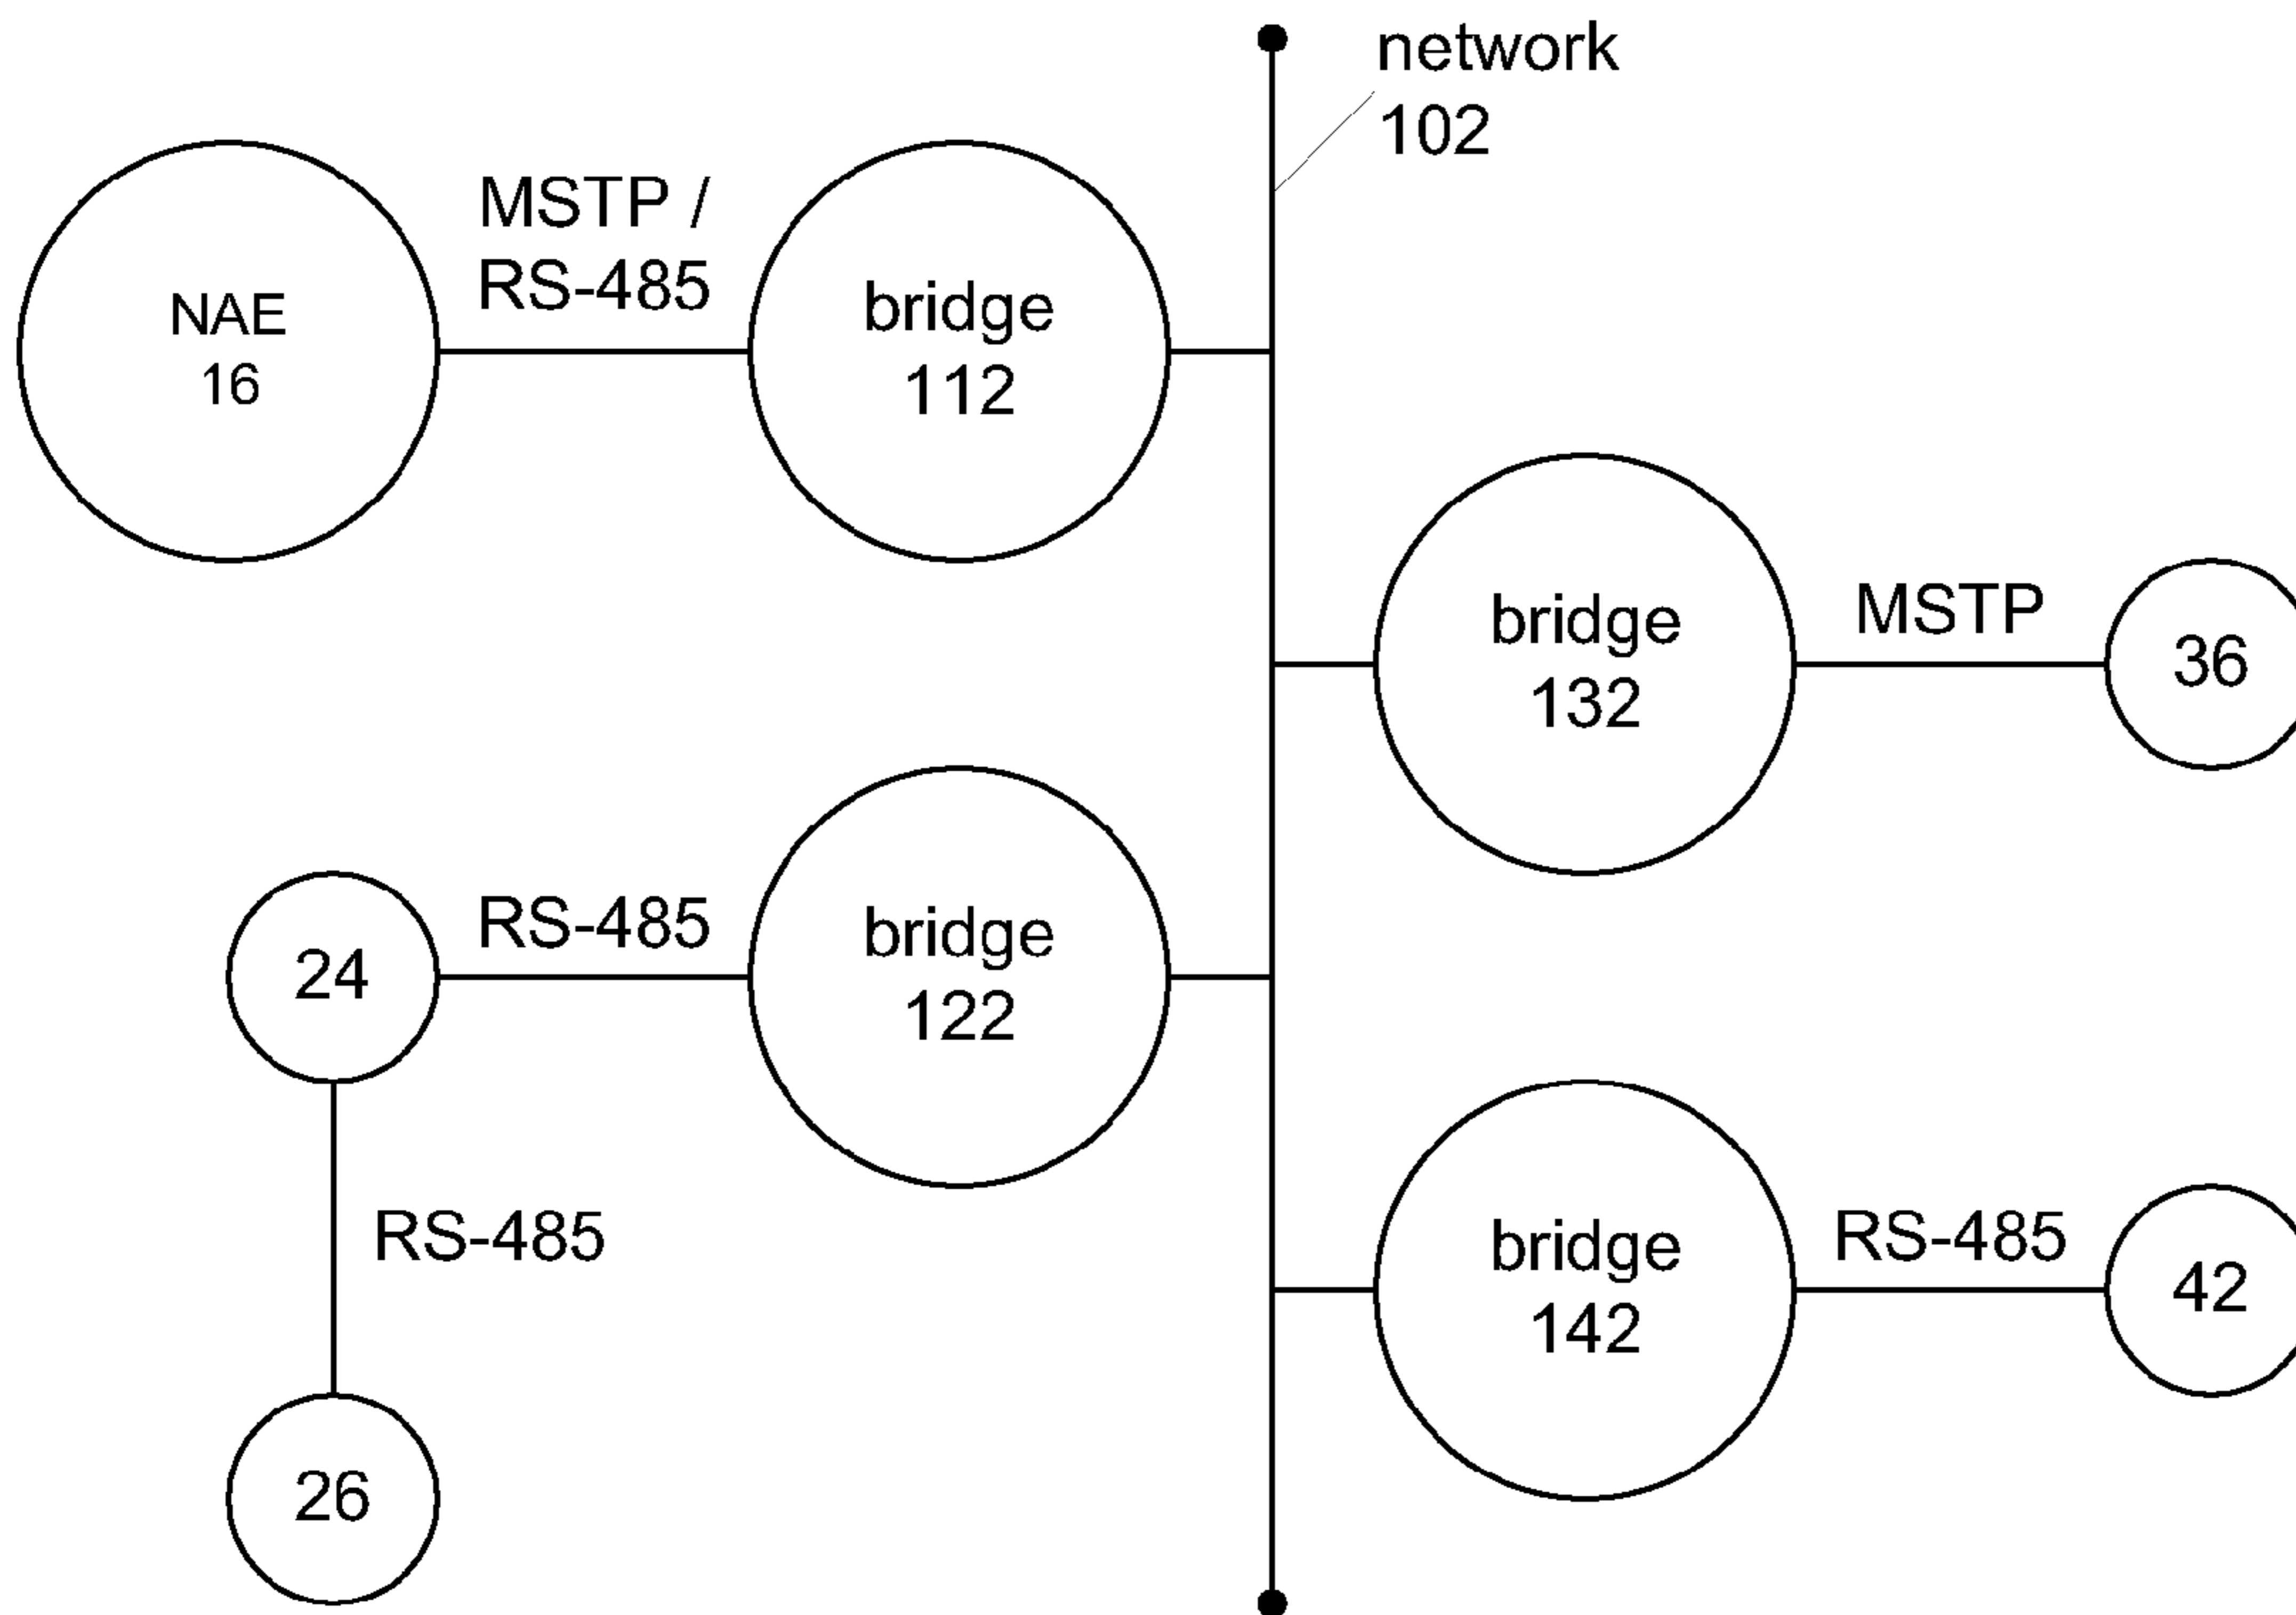 network
102
MSTP /
RS-485
NAE
16
bridge
112
bridge
132
MSTP
36
24
RS-485
bridge
122
RS-485
26
bridge
142
RS-485
42